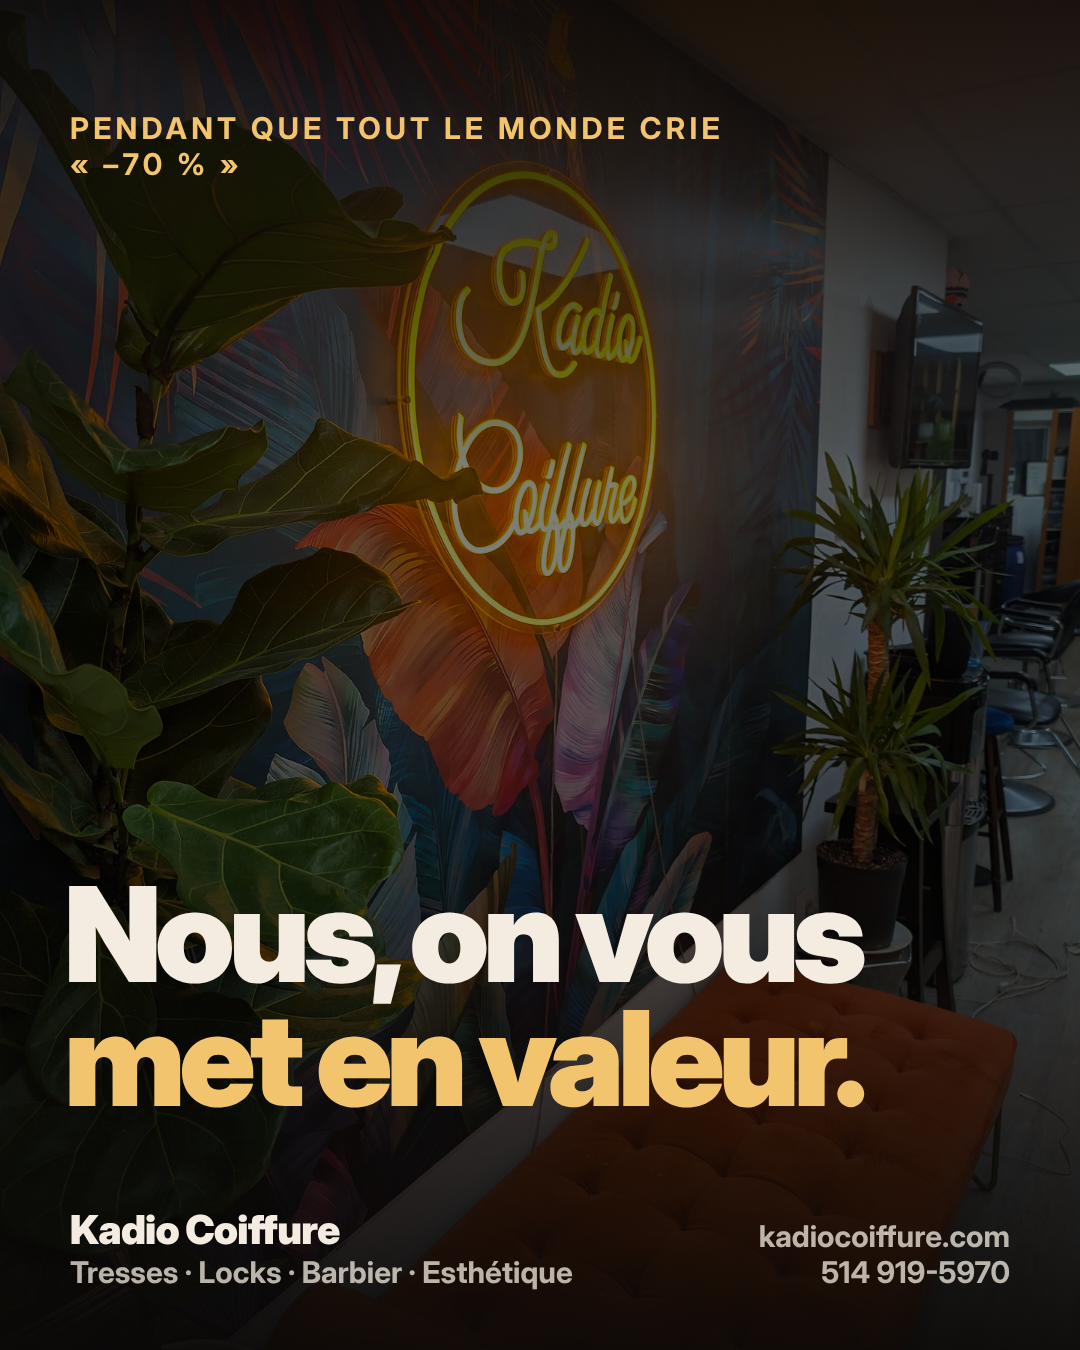 PENDANT QUE TOUT LE MONDE CRIE
« –70 % »
Kadio
Coiffure
Nous, on vous
met en valeur.
Kadio Coiffure
Tresses · Locks · Barbier · Esthétique
kadiocoiffure.com
514 919-5970